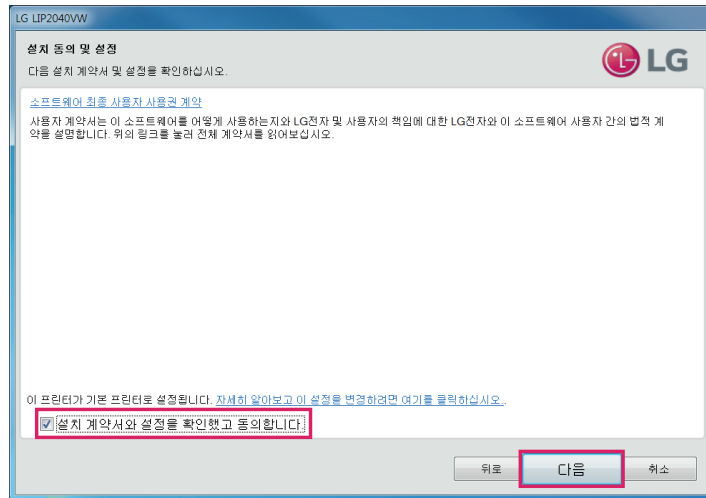 LG LIP2040VW
설치 동의 및 설정
다음 설치 계약서 및 설정을 확인하십시오.
LG
소프트웨어 최종 사용자 사용권 계약
사용자 계약서는 이 소프트웨어를 어떻게 사용하는지와 LG전자 및 사용자의 책임에 대한 LG전자와 이 소프트웨어 사용자 간의 법적 계
약을 설명합니다. 위의 링크를 눌러 전체 계약서를 읽어보십시오.
이 프린터가 기본 프린터로 설정됩니다. 자세히 알아보고 이 설정을 변경하려면 여기를 클릭하십시오..
설치 계약서와 설정을 확인했고 동의합니다.
뒤로 다음 취소